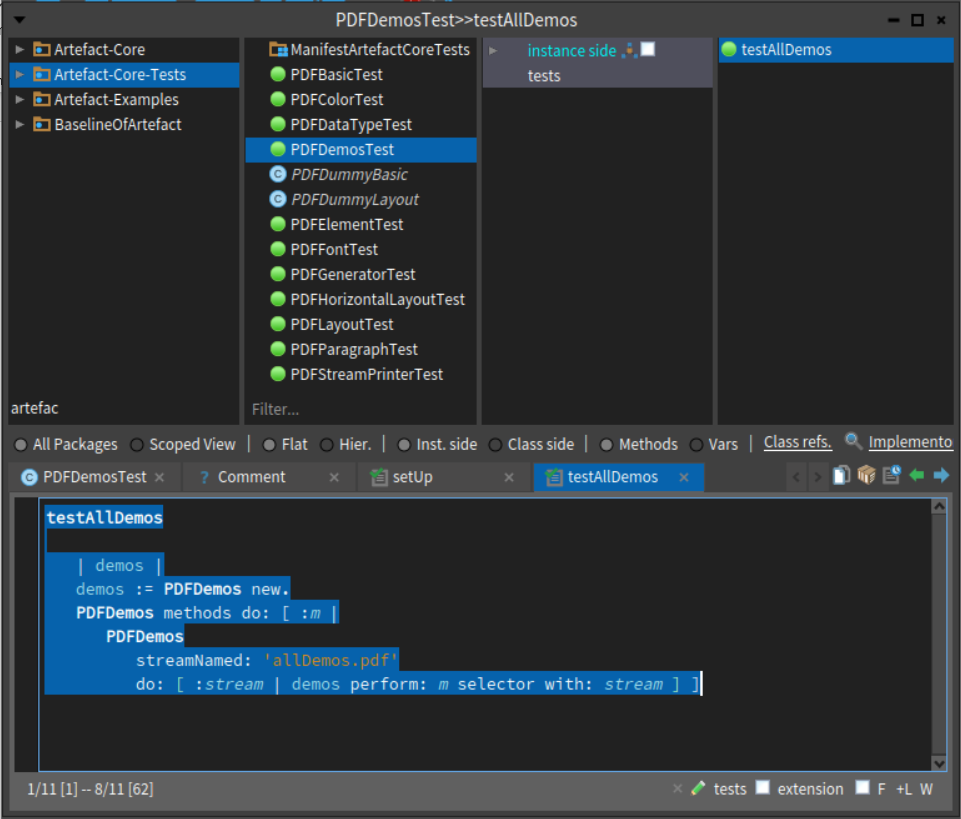 PDFDemosTest>>testAllDemos
Artefact-Core
Artefact-Core-Tests
Artefact-Examples
BaselineOfArtefact
artefac
ManifestArtefactCoreTests
PDFBasicTest
PDFColorTest
PDFDataTypeTest
PDFDemosTest
PDFDummyBasic
PDFDummyLayout
PDFElementTest
PDFFontTest
PDFGeneratorTest
PDFHorizontalLayoutTest
PDFLayoutTest
PDFParagraphTest
PDFStreamPrinterTest
Filter...
instance side
tests
testAllDemos
All Packages Scoped View | Flat Hier. | Inst. side Class side | Methods Vars | Class refs. Implemento
PDFDemosTest × ? Comment × setUp × testAllDemos ×
testAllDemos
| demos |
demos := PDFDemos new.
PDFDemos methods do: [ :m |
PDFDemos
streamNamed: 'allDemos.pdf'
do: [ :stream | demos perform: m selector with: stream ] ]
1/11 [1] -- 8/11 [62] × tests extension F +L W